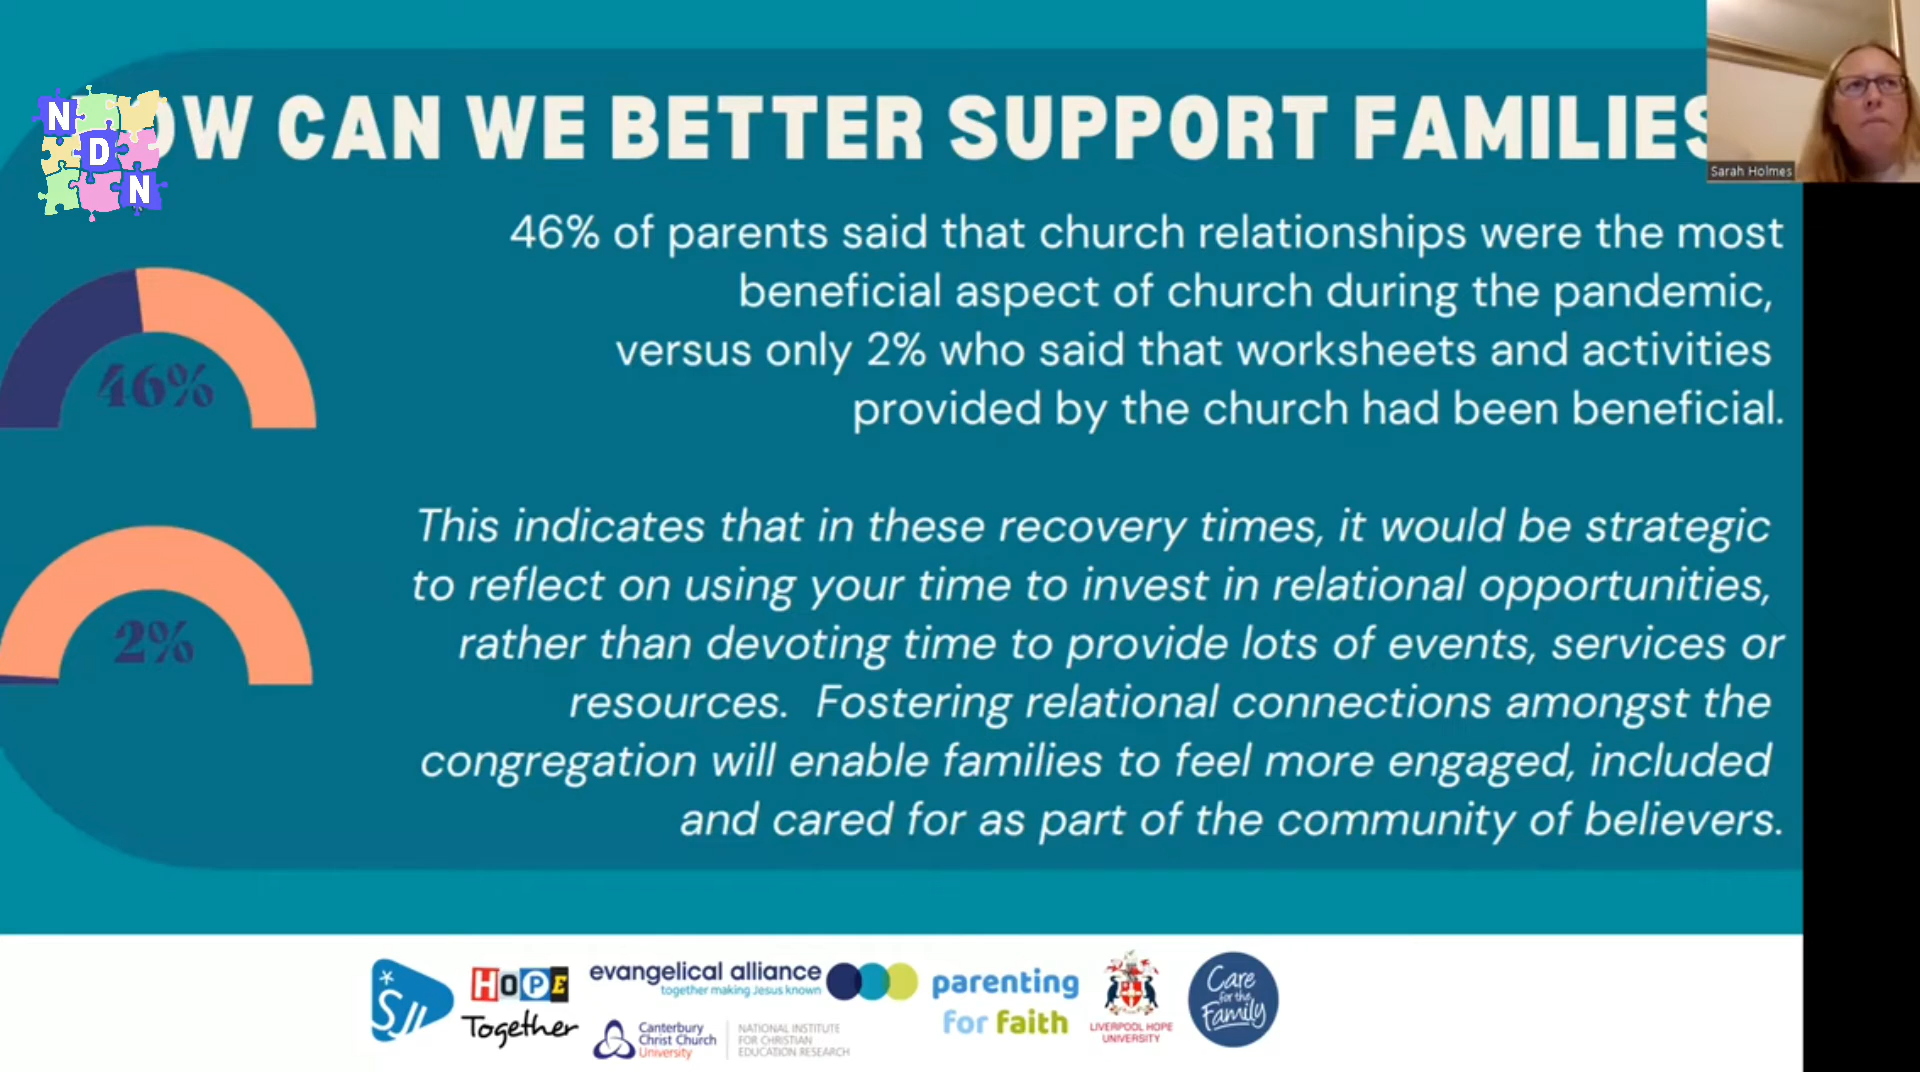 N
D
N
OW CAN WE BETTER SUPPORT FAMILIES
Sarah Holmes
46% of parents said that church relationships were the most
beneficial aspect of church during the pandemic,
versus only 2% who said that worksheets and activities
provided by the church had been beneficial.
46%
This indicates that in these recovery times, it would be strategic
to reflect on using your time to invest in relational opportunities,
rather than devoting time to provide lots of events, services or
resources. Fostering relational connections amongst the
congregation will enable families to feel more engaged, included
and cared for as part of the community of believers.
2%
HOPE
Together
evangelical alliance
together making Jesus known
Canterbury
Christ Church
University
NATIONAL INSTITUTE
FOR CHRISTIAN
EDUCATION RESEARCH
parenting
for faith
LIVERPOOL HOPE
UNIVERSITY
Care
for the
Family